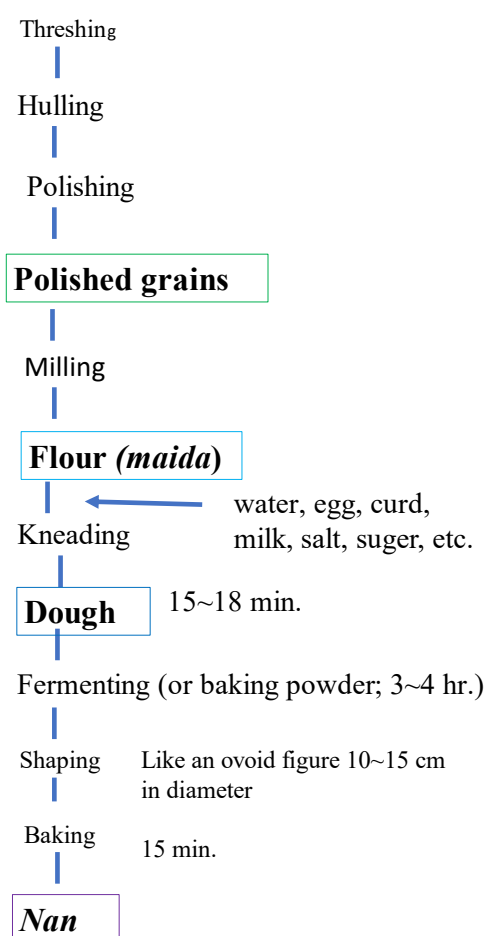 Threshing
Hulling
Polishing
Polished grains
Milling
Flour (maida)
water, egg, curd,
Kneading
milk, salt, suger, etc.
Dough
15~18 min.
Fermenting (or baking powder; 3~4 hr.)
Shaping
Like an ovoid figure 10~15 cm
in diameter
Baking
15 min.
Nan